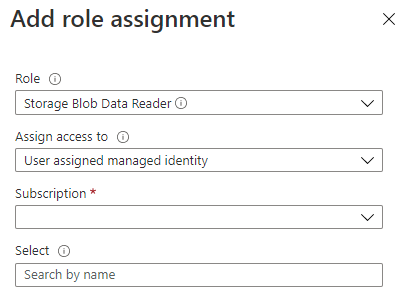 Add role assignment
Role
Storage Blob Data Reader
Assign access to
User assigned managed identity
Subscription *
Select
Search by name